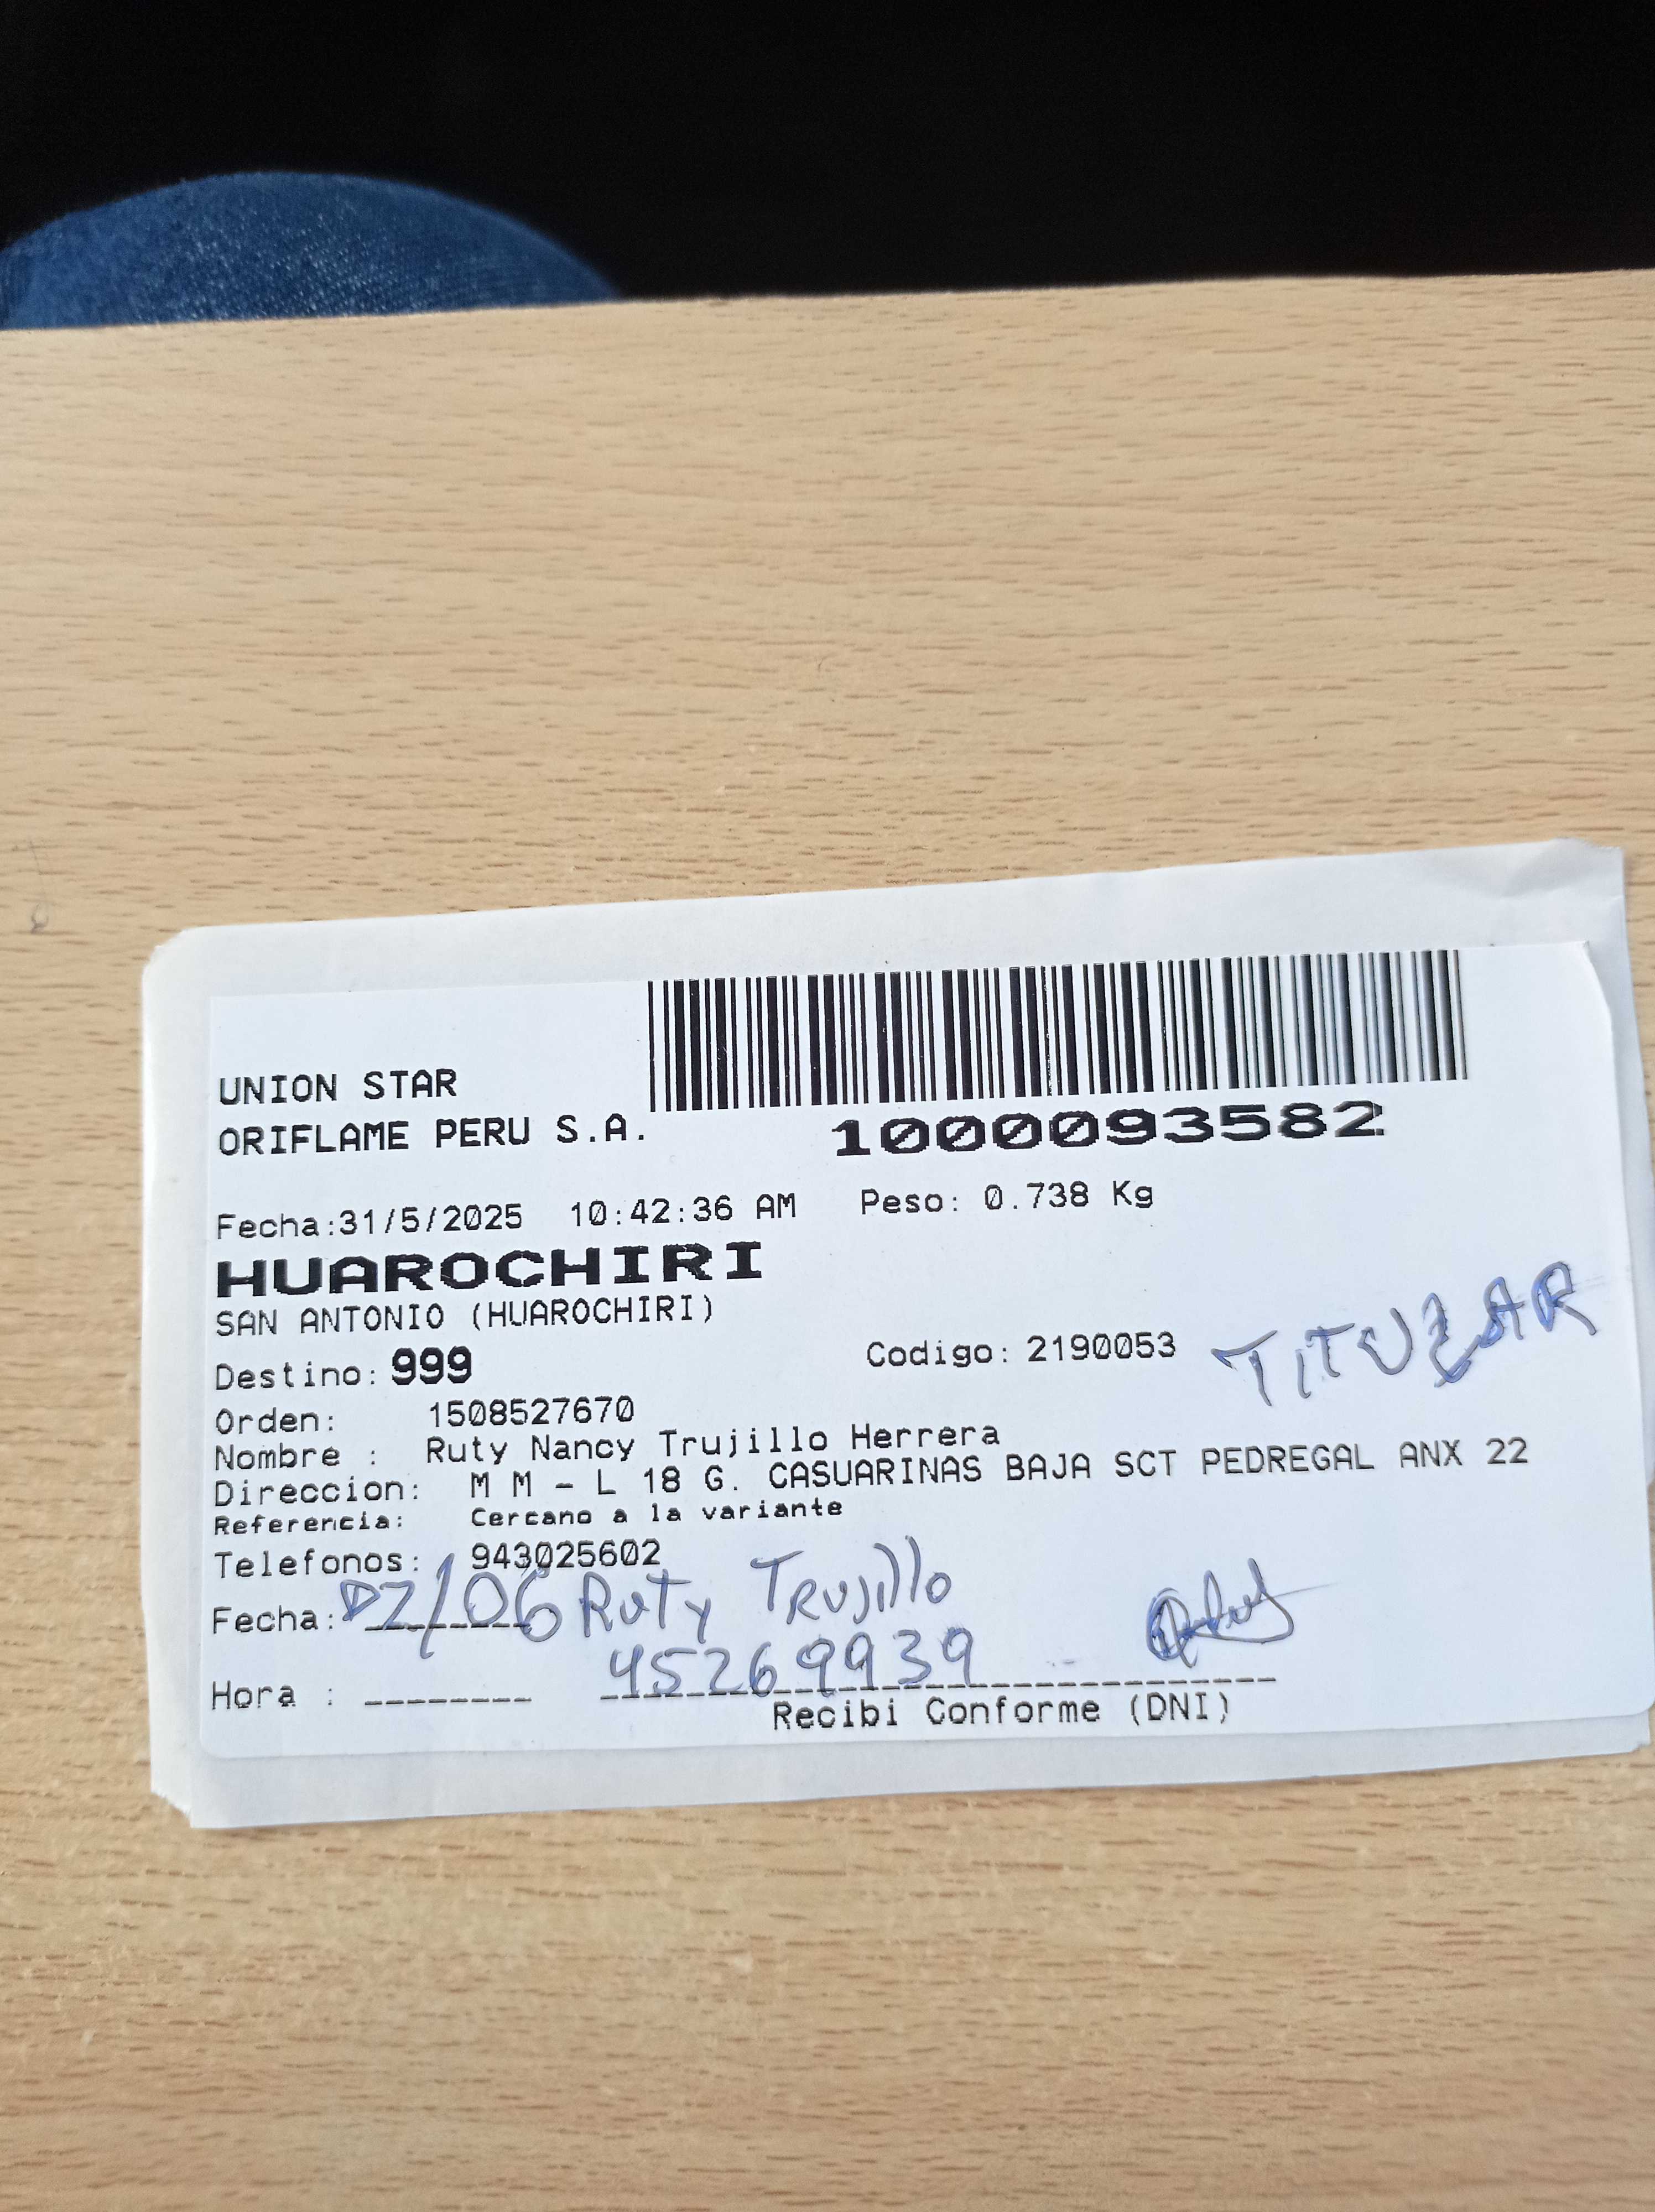 UNION STAR
ORIFLAME PERU S.A.
1000093582
Fecha:31/5/2025 10:42:36 AM Peso: 0.738 Kg
HUAROCHIRI
SAN ANTONIO (HUAROCHIRI)
Destino: 999 Codigo: 2190053 TITULAR
Orden: 1508527670
Nombre : Ruty Nancy Trujillo Herrera
Direccion: M M - L 18 G. CASUARINAS BAJA SCT PEDREGAL ANX 22
Referencia: Cercano a la variante
Telefonos: 943025602
Fecha: 02/06 Ruty Trujillo
Hora : 45269939
Recibi Conforme (DNI)